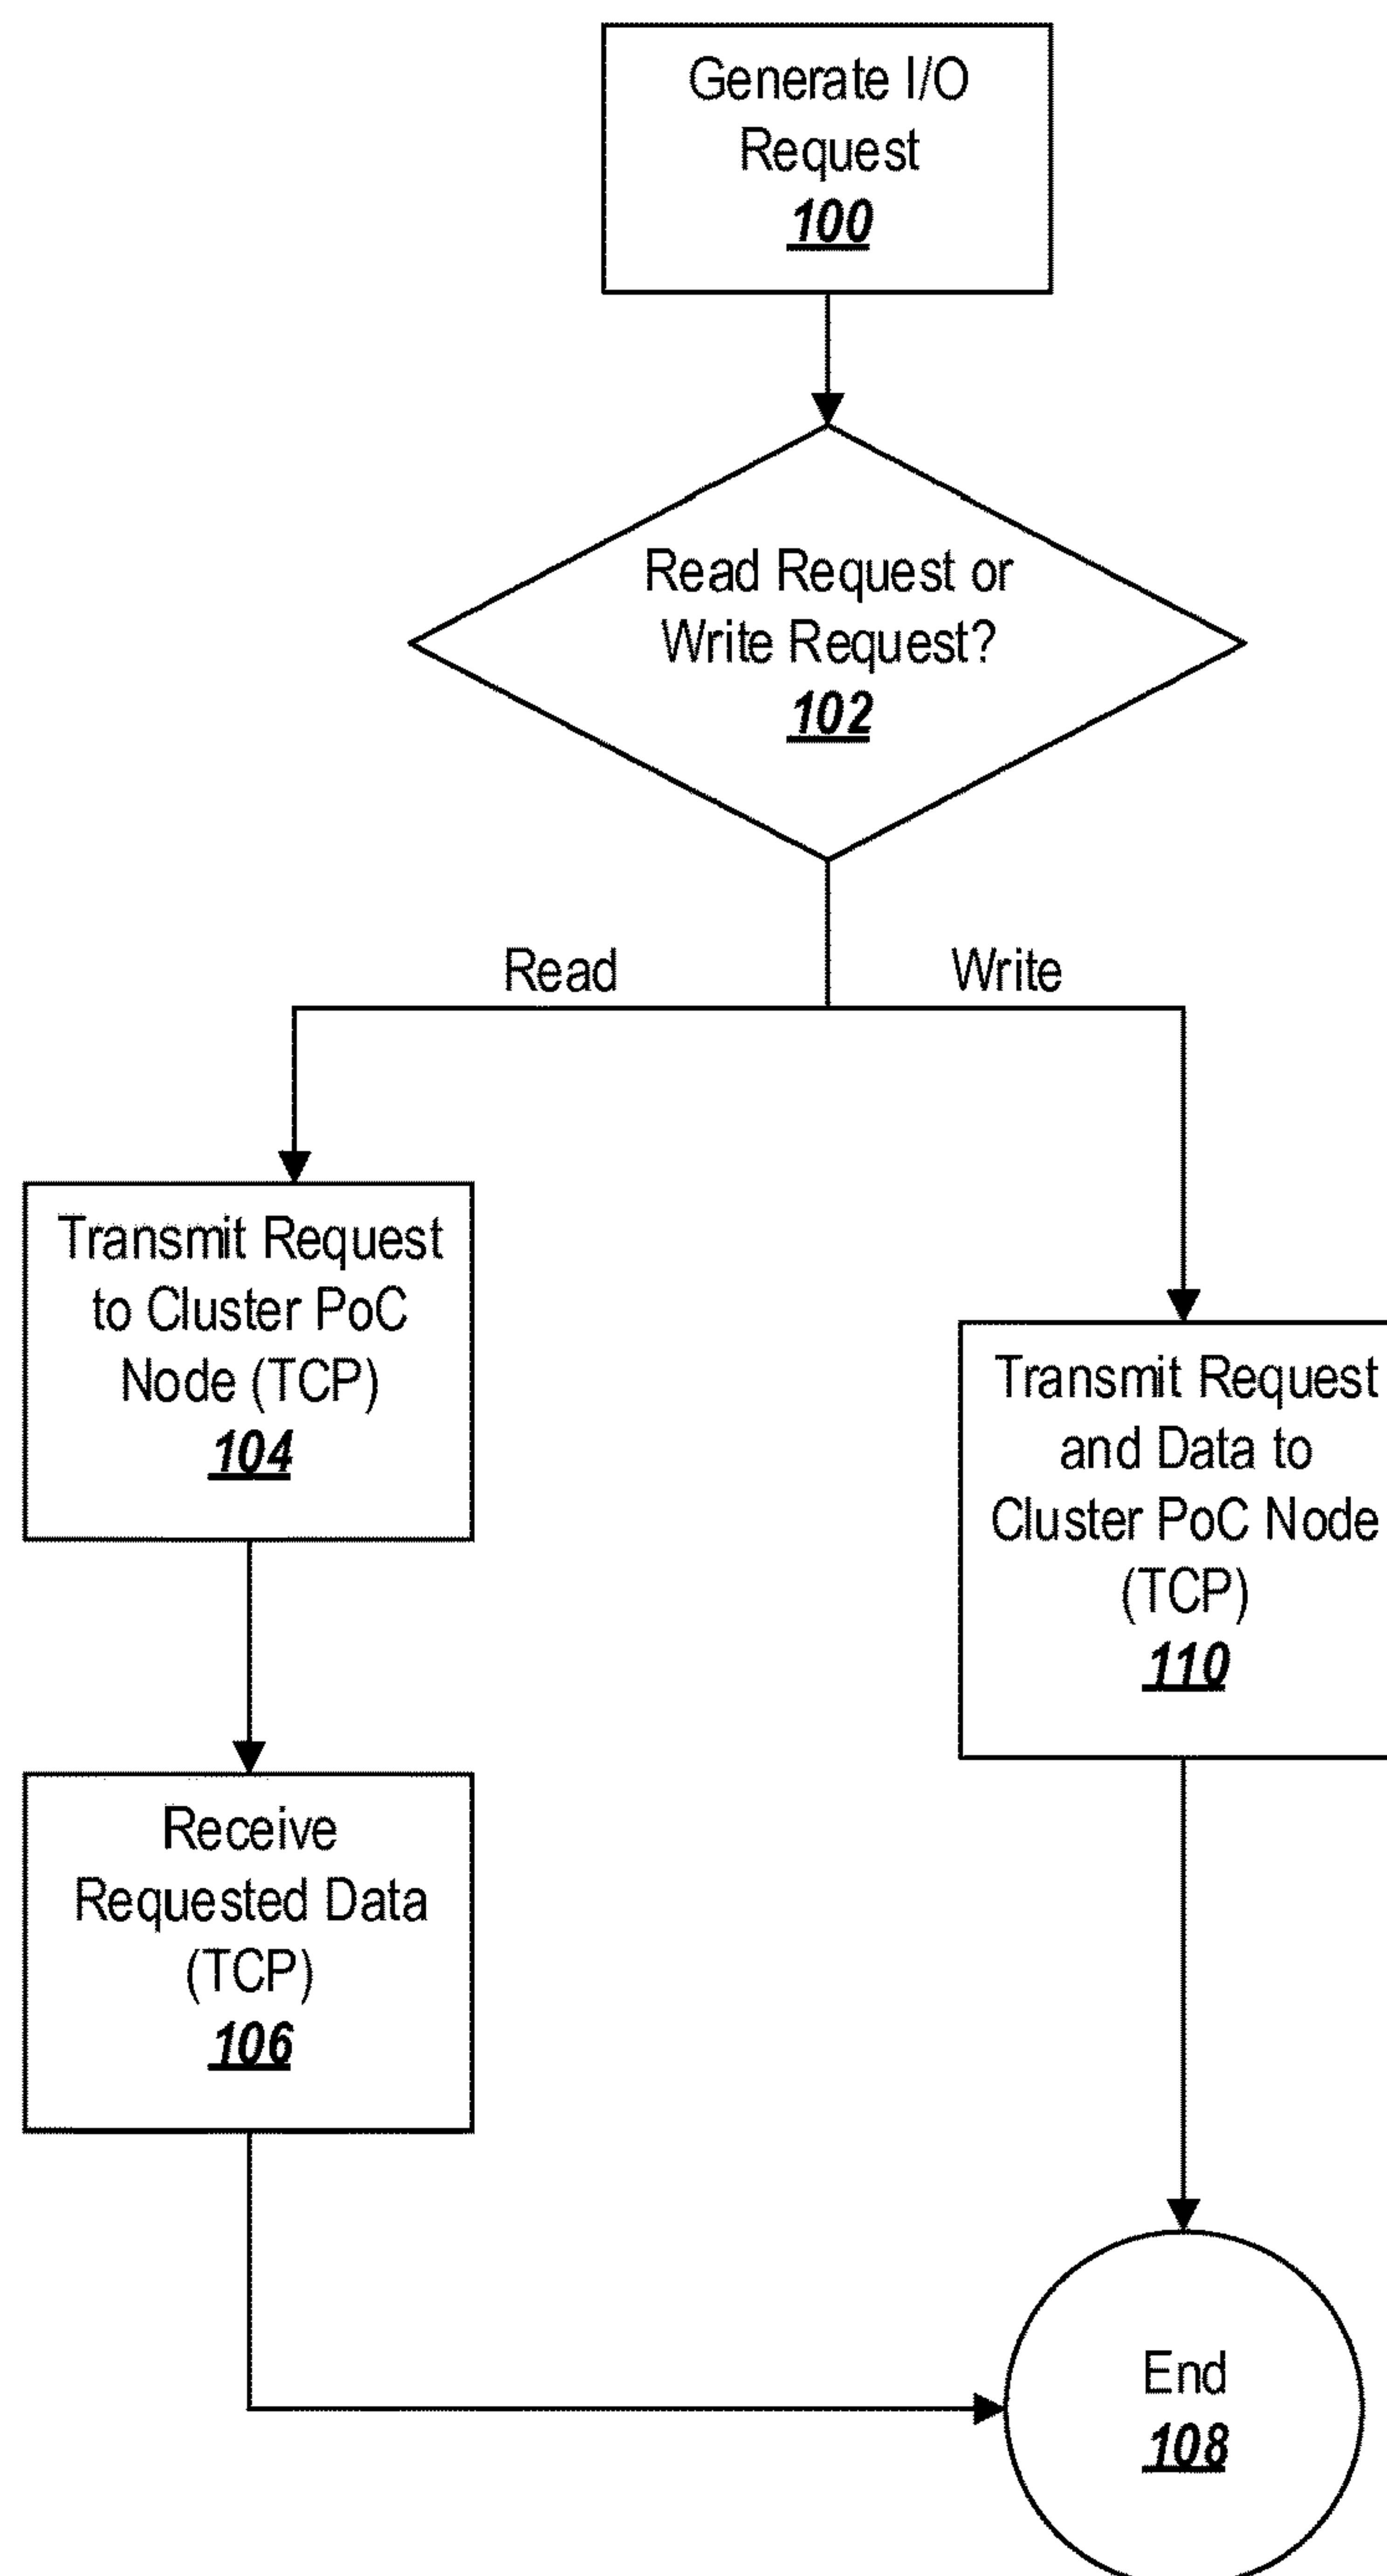 Generate I/O
Request
100
Read Request or
Write Request?
102
Read
Write
Transmit Request
to Cluster PoC
Node (TCP)
104
Transmit Request
and Data to
Cluster PoC Node
(TCP)
110
Receive
Requested Data
(TCP)
106
End
108